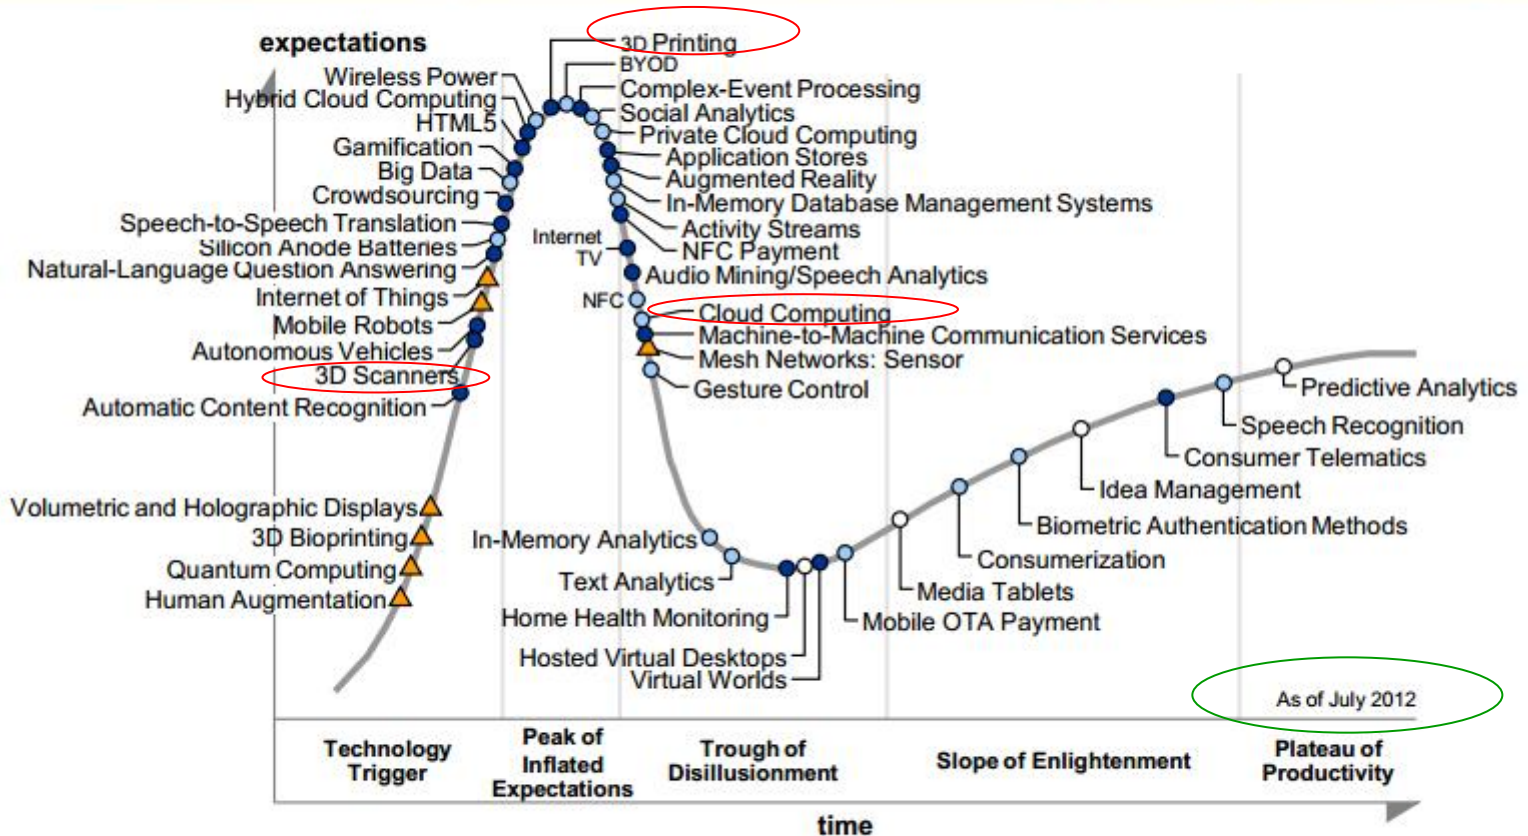 expectations
3D Printing
BYOD
Wireless Power
Complex-Event Processing
Hybrid Cloud Computing
Social Analytics
HTML5
Private Cloud Computing
Gamification
Application Stores
Big Data
Augmented Reality
Crowdsourcing
In-Memory Database Management Systems
Speech-to-Speech Translation
Activity Streams
Silicon Anode Batteries
Internet
TV
NFC Payment
Natural-Language Question Answering
Audio Mining/Speech Analytics
Internet of Things
NFC
Cloud Computing
Mobile Robots
Machine-to-Machine Communication Services
Autonomous Vehicles
Mesh Networks: Sensor
3D Scanners
Gesture Control
Predictive Analytics
Automatic Content Recognition
Speech Recognition
Consumer Telematics
Idea Management
Volumetric and Holographic Displays
Biometric Authentication Methods
3D Bioprinting
In-Memory Analytics
Consumerization
Quantum Computing
Text Analytics
Media Tablets
Human Augmentation
Home Health Monitoring
Mobile OTA Payment
Hosted Virtual Desktops
Virtual Worlds
As of July 2012
Technology
Trigger
Peak of
Inflated
Expectations
Trough of
Disillusionment
Slope of Enlightenment
Plateau of
Productivity
time